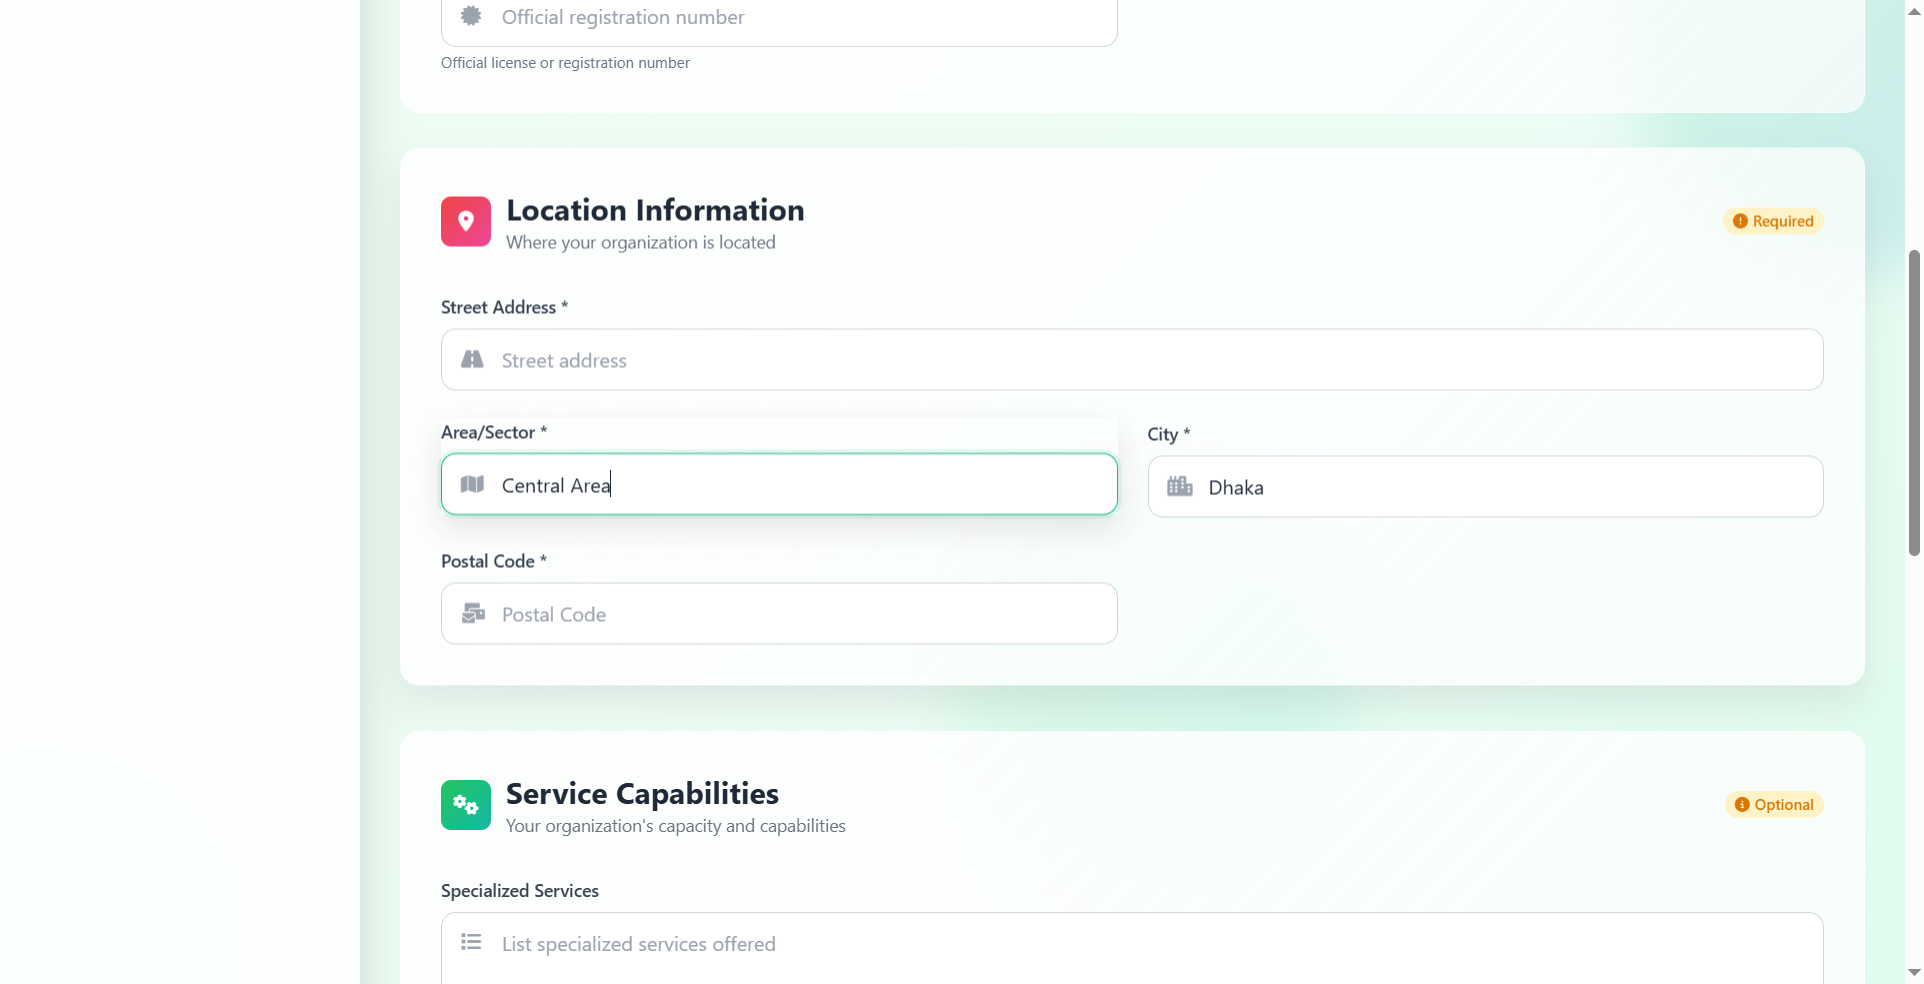 Official registration number
Official license or registration number
Location Information
Where your organization is located
Required
Street Address *
Street address
Area/Sector *
City *
Central Area
Dhaka
Postal Code *
Postal Code
Service Capabilities
Your organization's capacity and capabilities
Optional
Specialized Services
List specialized services offered